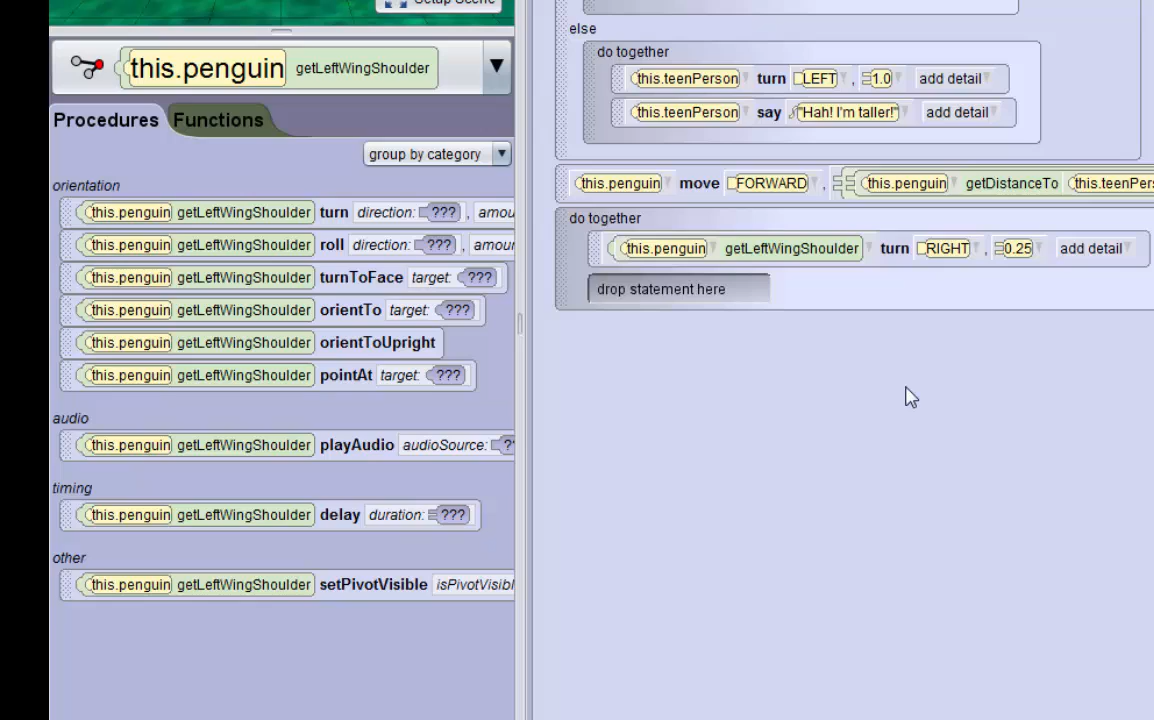 Setup Scene
this.penguin getLeftWingShoulder
Procedures Functions
group by category
orientation
this.penguin getLeftWingShoulder turn direction: ??? , amou
this.penguin getLeftWingShoulder roll direction: ??? , amour
this.penguin getLeftWingShoulder turnToFace target: ???
this.penguin getLeftWingShoulder orientTo target: ???
this.penguin getLeftWingShoulder orientToUpright
this.penguin getLeftWingShoulder pointAt target: ???
audio
this.penguin getLeftWingShoulder playAudio audioSource: ?
timing
this.penguin getLeftWingShoulder delay duration: ???
other
this.penguin getLeftWingShoulder setPivotVisible isPivotVisibl
else
do together
this.teenPerson turn LEFT , 1.0 add detail
this.teenPerson say "Hah! I'm taller!" add detail
this.penguin move FORWARD , this.penguin getDistanceTo this.teenPers
do together
this.penguin getLeftWingShoulder turn RIGHT , 0.25 add detail
drop statement here